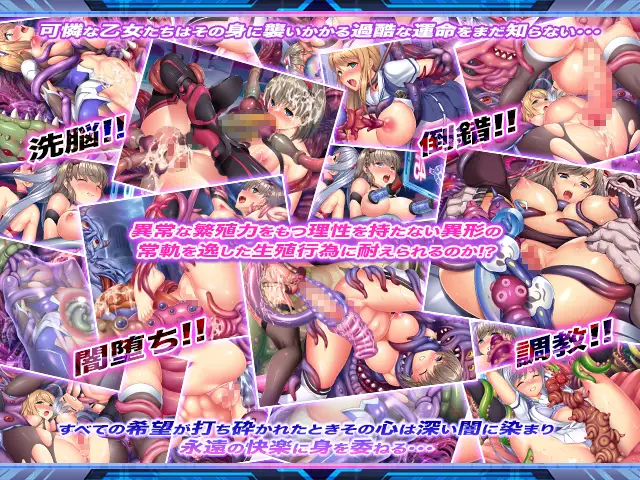 可憐な乙女たちはその身に襲いかかる過酷な運命をまだ知らない・・・
洗脳!!
倒錯!!
異常な繁殖力をもつ理性を持たない異形の
常軌を逸した生殖行為に耐えられるのか!?
闇堕ち!!
調教!!
すべての希望が打ち砕かれたときその心は深い闇に染まり
永遠の快楽に身を委ねる・・・